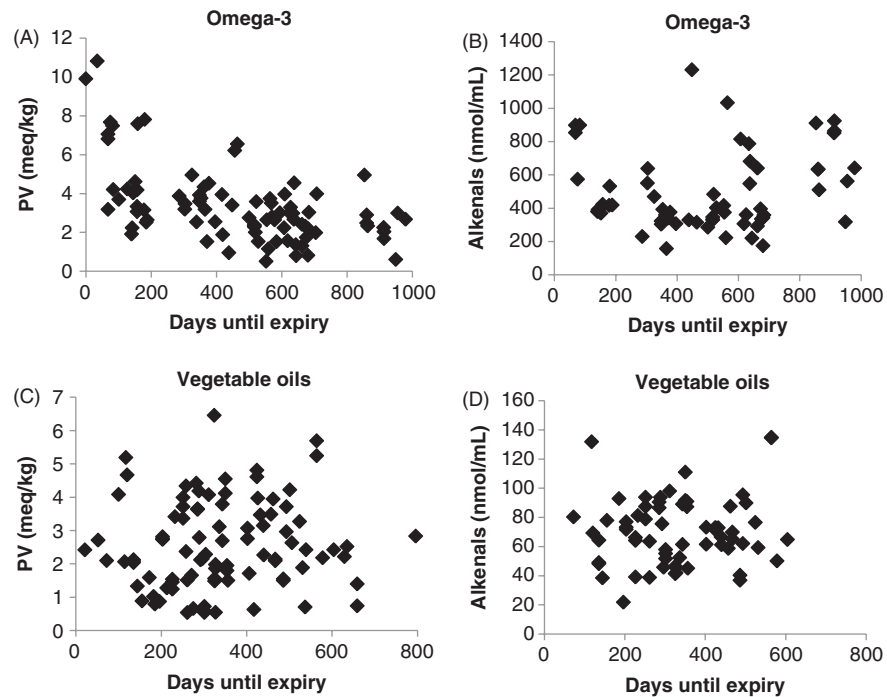 (A)
Omega-3
12
10
8
6
4
2
0
PV (meq/kg)
0 200 400 600 800 1000
Days until expiry
(B)
Omega-3
1400
1200
1000
800
600
400
200
0
Alkenals (nmol/mL)
0 200 400 600 800 1000
Days until expiry
(C)
Vegetable oils
7
6
5
4
3
2
1
0
PV (meq/kg)
0 200 400 600 800
Days until expiry
(D)
Vegetable oils
160
140
120
100
80
60
40
20
0
Alkenals (nmol/mL)
0 200 400 600 800
Days until expiry